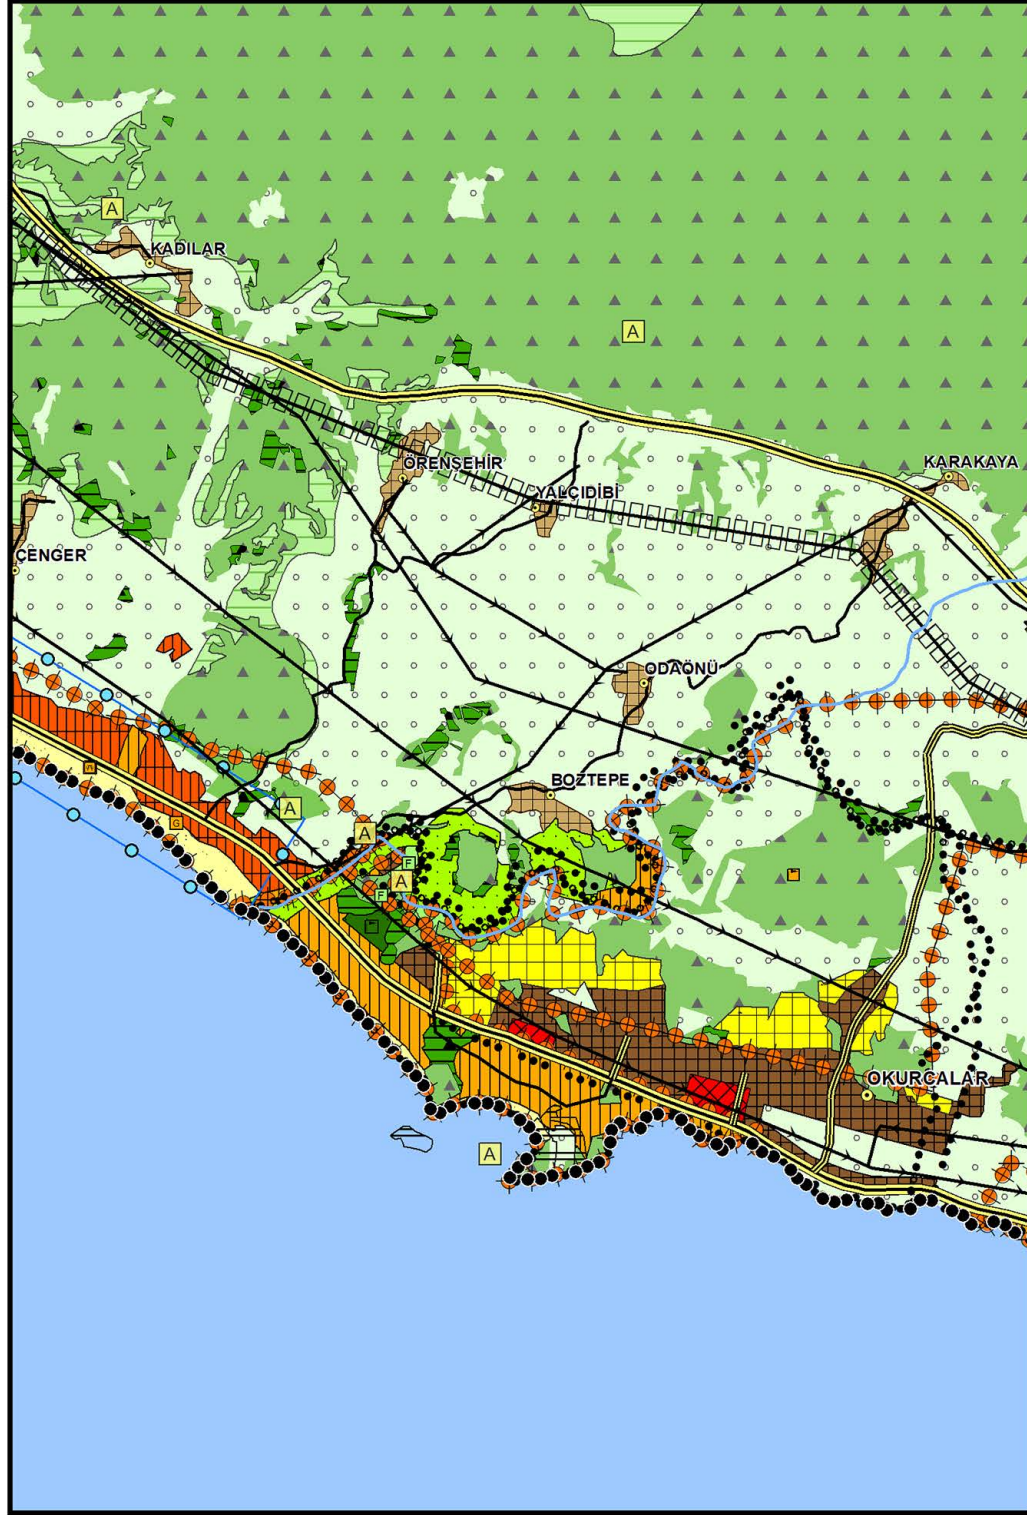 A
KADILAR
A
KARAKAYA
ÖRENŞEHİR
YALÇIDİBİ
ÇENGER
ODAÖNÜ
BOZTEPE
A
G
A
F
A
F
OKURCALAR
A